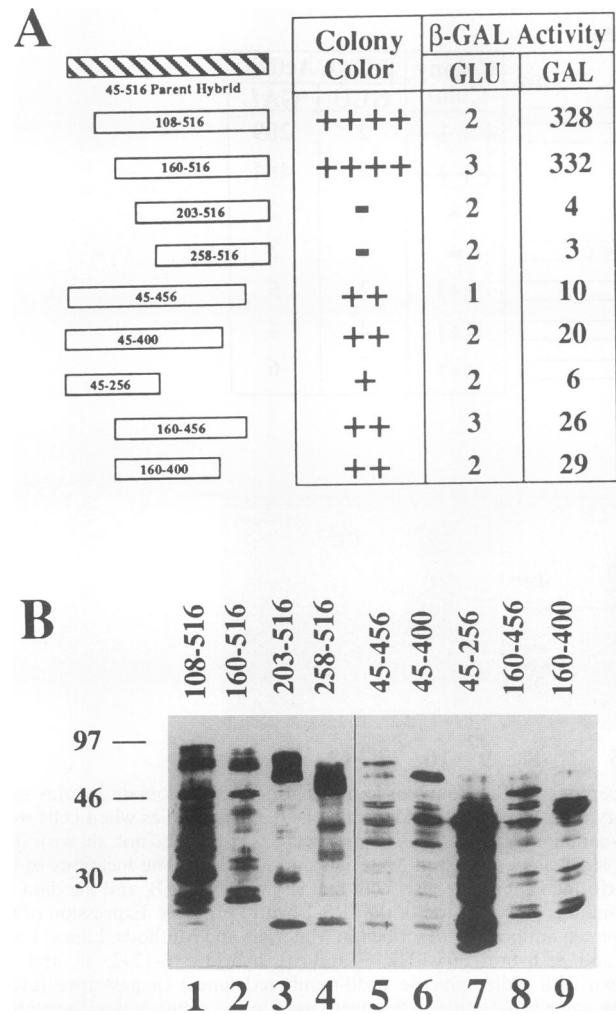 A
Colony Color
β-GAL Activity
GLU GAL
45-516 Parent Hybrid
108-516 ++++ 2 328
160-516 ++++ 3 332
203-516 - 2 4
258-516 - 2 3
45-456 ++ 1 10
45-400 ++ 2 20
45-256 + 2 6
160-456 ++ 3 26
160-400 ++ 2 29
B
108-516 160-516 203-516 258-516 45-456 45-400 45-256 160-456 160-400
97
46
30
1 2 3 4 5 6 7 8 9